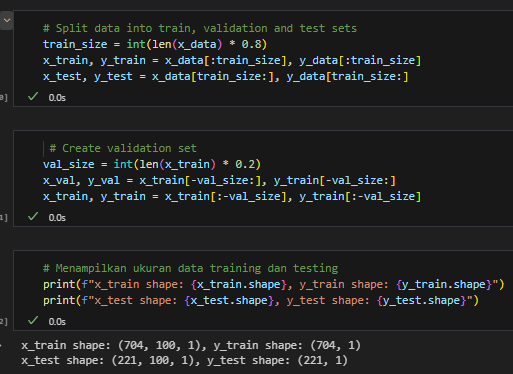 # Split data into train, validation and test sets
train_size = int(len(x_data) * 0.8)
x_train, y_train = x_data[:train_size], y_data[:train_size]
x_test, y_test = x_data[train_size:], y_data[train_size:]
0.0s
# Create validation set
val_size = int(len(x_train) * 0.2)
x_val, y_val = x_train[-val_size:], y_train[-val_size:]
x_train, y_train = x_train[:-val_size], y_train[:-val_size]
1] 0.0s
# Menampilkan ukuran data training dan testing
print(f"x_train shape: {x_train.shape}, y_train shape: {y_train.shape}")
print(f"x_test shape: {x_test.shape}, y_test shape: {y_test.shape}")
2] 0.0s
x_train shape: (704, 100, 1), y_train shape: (704, 1)
x_test shape: (221, 100, 1), y_test shape: (221, 1)